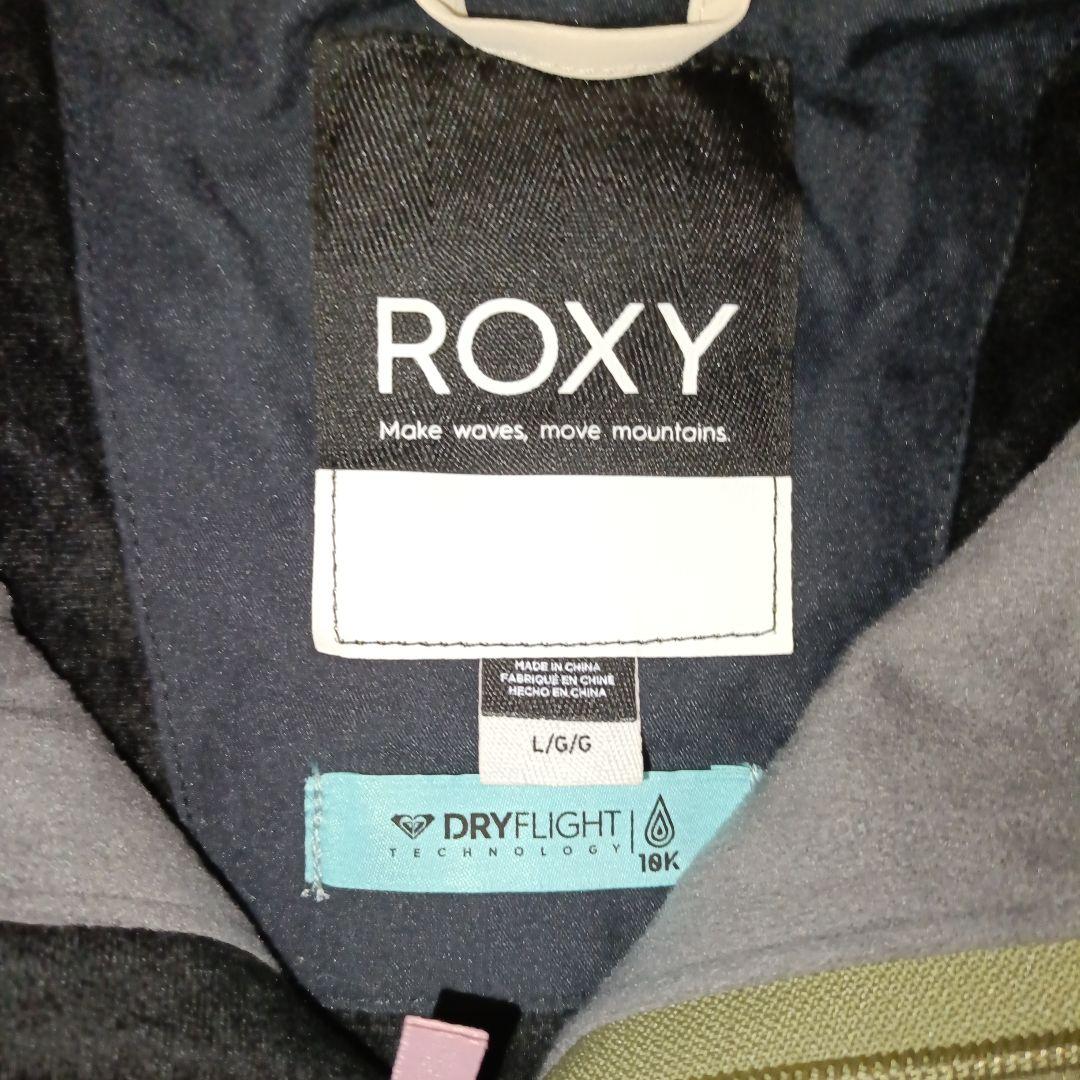 ROXY
Make waves, move mountains.
MADE IN CHINA
FABRIQUÉ EN CHINE
HECHO EN CHINA
L/G/G
DRYFLIGHT
TECHNOLOGY
10K